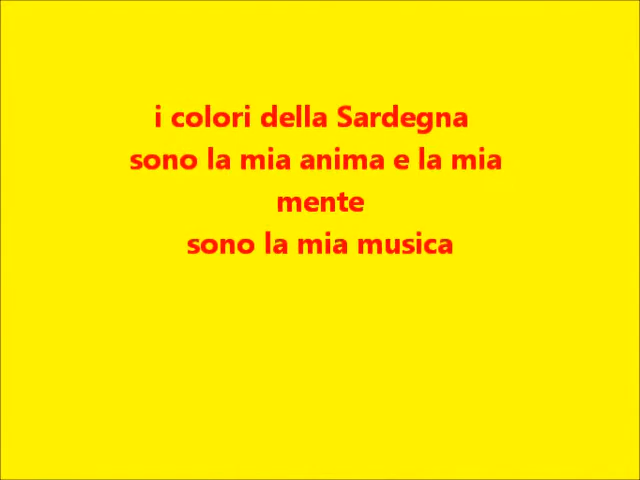 i colori della Sardegna
sono la mia anima e la mia
mente
sono la mia musica